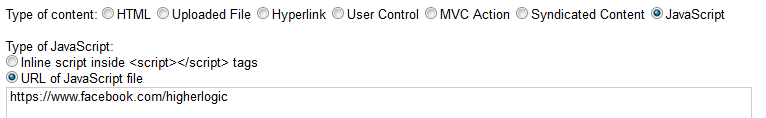 Type of content: HTML Uploaded File Hyperlink User Control MVC Action Syndicated Content JavaScript
Type of JavaScript:
Inline script inside <script></script> tags
URL of JavaScript file
https://www.facebook.com/higherlogic